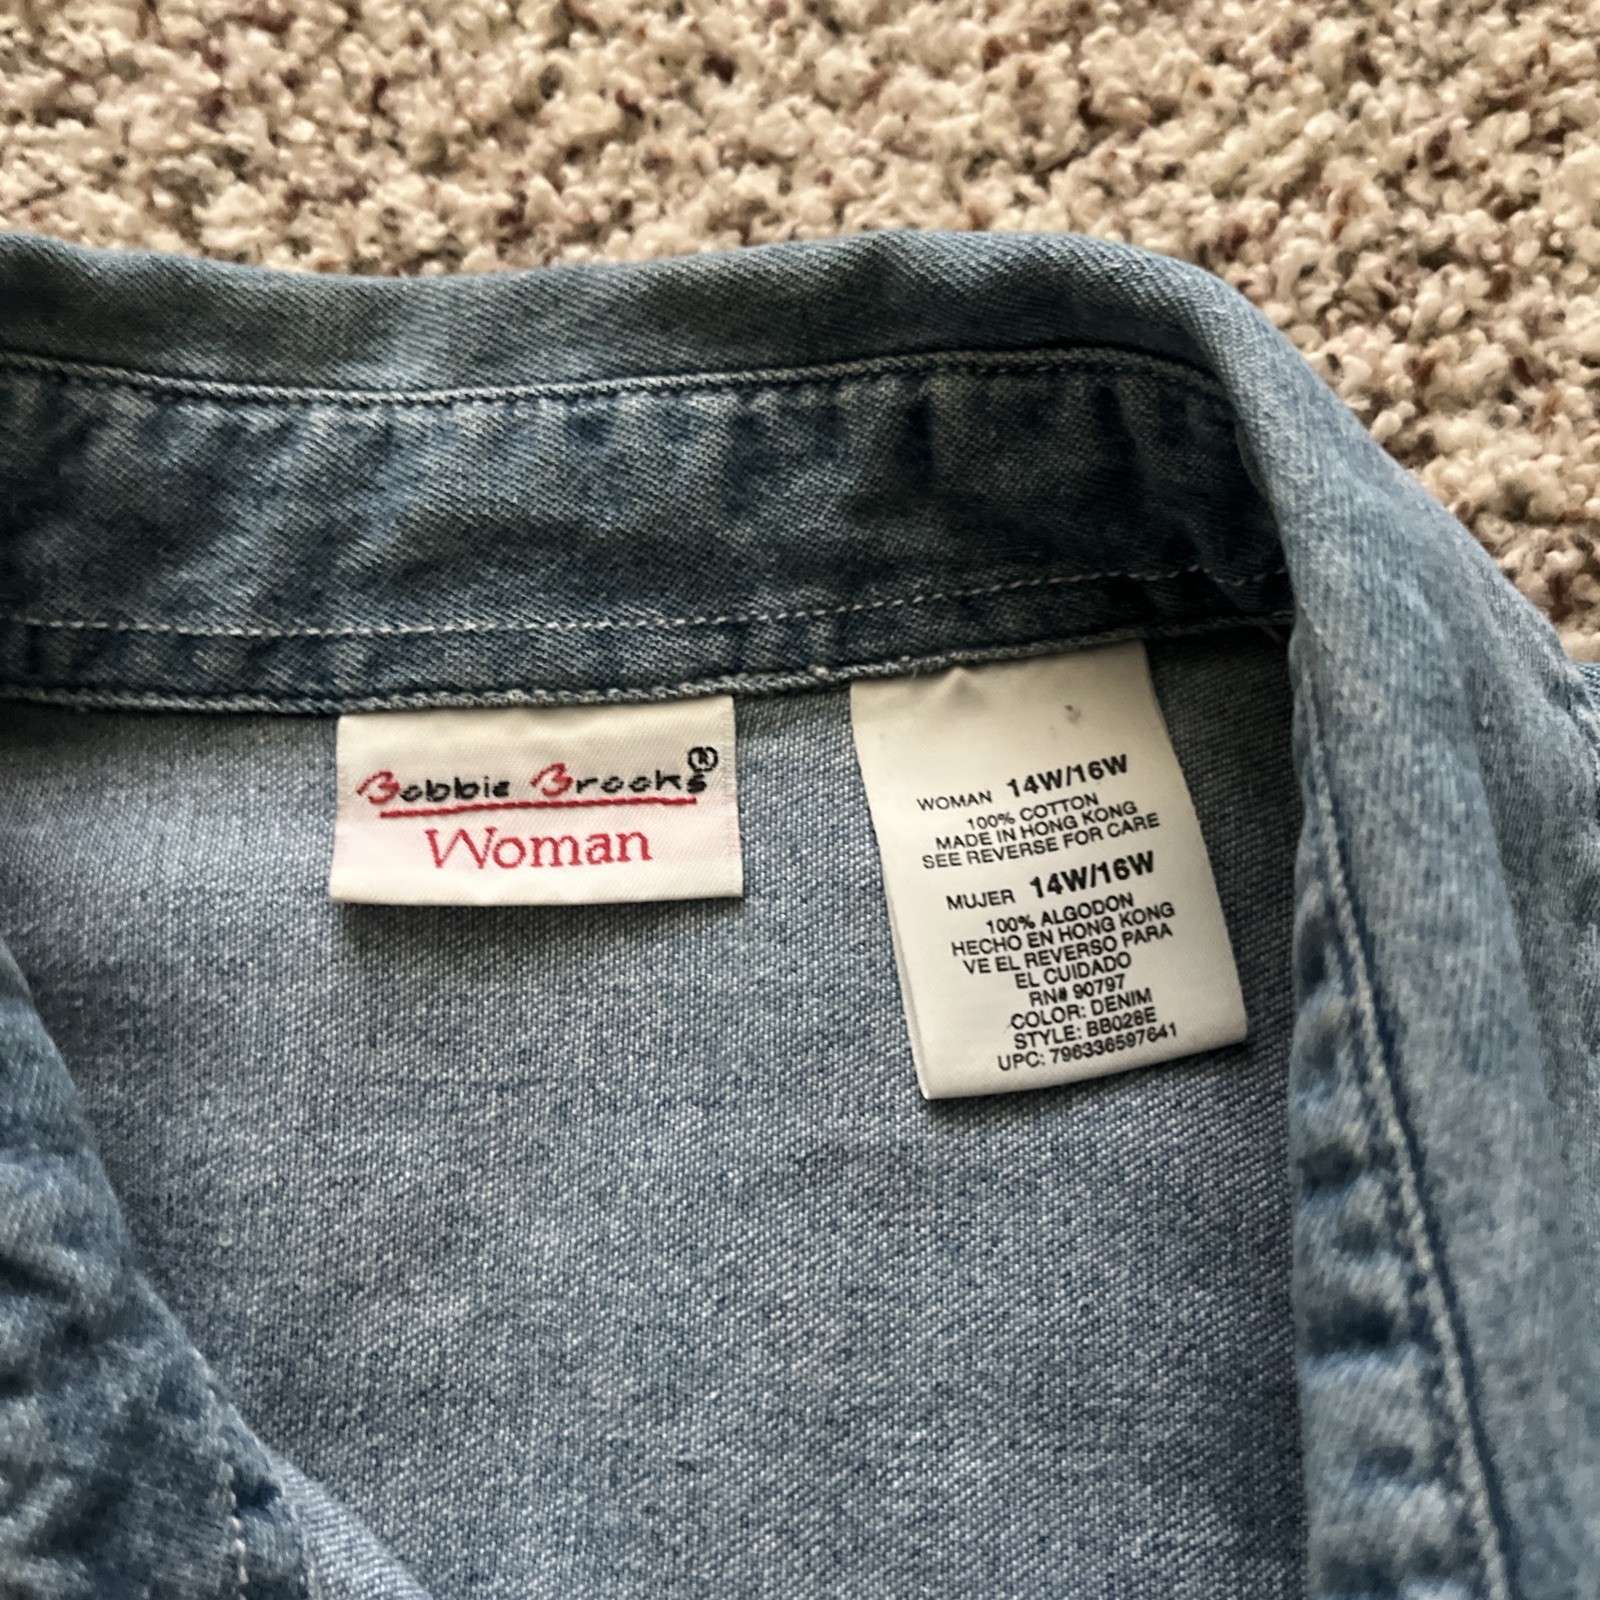 Bobbie Brooks®
Woman
WOMAN 14W/16W
100% COTTON
MADE IN HONG KONG
SEE REVERSE FOR CARE
MUJER 14W/16W
100% ALGODON
HECHO EN HONG KONG
VE EL REVERSO PARA
EL CUIDADO
RN# 90797
COLOR: DENIM
STYLE: BB028E
UPC: 796336597641